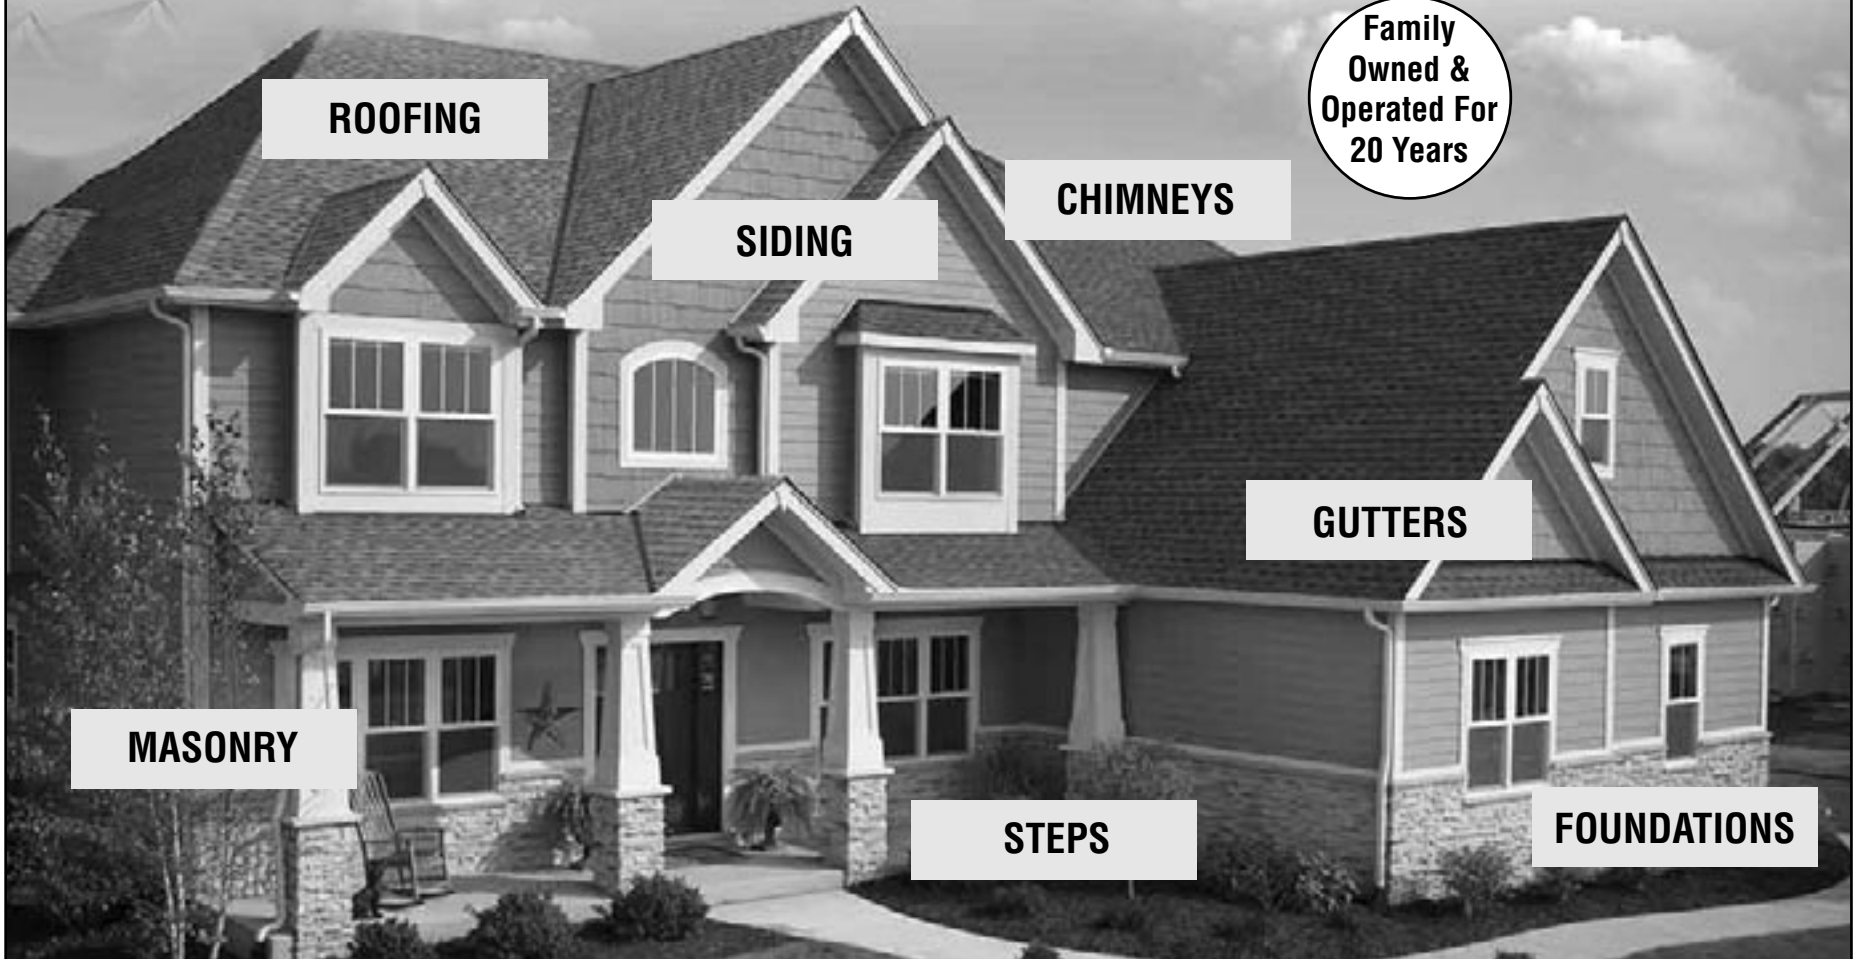 Family
Owned &
Operated For
20 Years
ROOFING
CHIMNEYS
SIDING
GUTTERS
MASONRY
STEPS
FOUNDATIONS